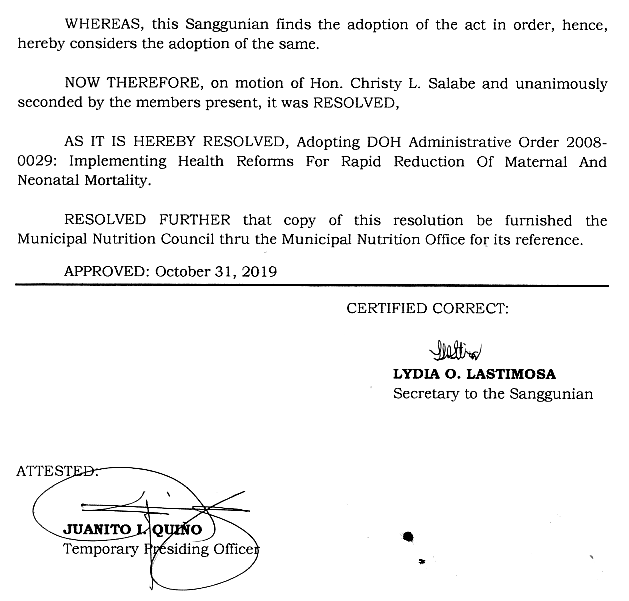 WHEREAS, this Sanggunian finds the adoption of the act in order, hence,
hereby considers the adoption of the same.
NOW THEREFORE, on motion of Hon. Christy L. Salabe and unanimously
seconded by the members present, it was RESOLVED,
AS IT IS HEREBY RESOLVED, Adopting DOH Administrative Order 2008-
0029: Implementing Health Reforms For Rapid Reduction Of Maternal And
Neonatal Mortality.
RESOLVED FURTHER that copy of this resolution be furnished the
Municipal Nutrition Council thru the Municipal Nutrition Office for its reference.
APPROVED: October 31, 2019
CERTIFIED CORRECT:
LYDIA O. LASTIMOSA
Secretary to the Sanggunian
ATTESTED:
JUANITO QUIÑO
Temporary Presiding Officer